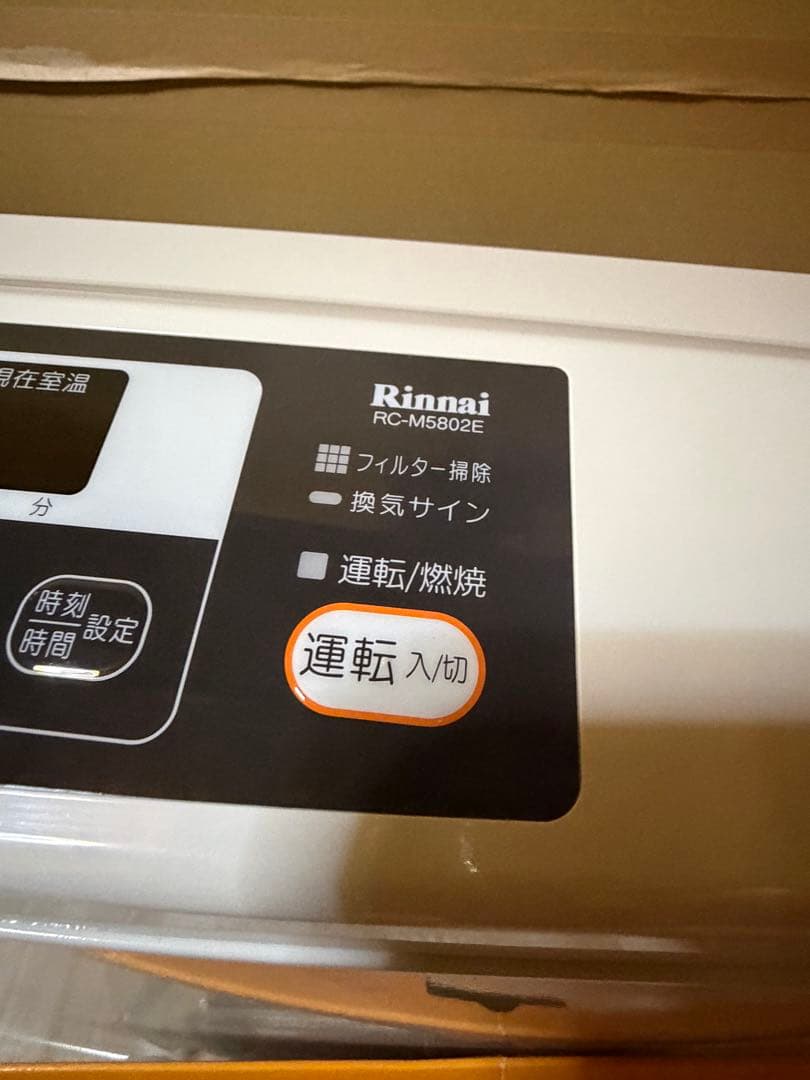 現在室温
分
時刻
時間
設定
Rinnai
RC-M5802E
フィルター掃除
換気サイン
運転/燃焼
運転 入/切